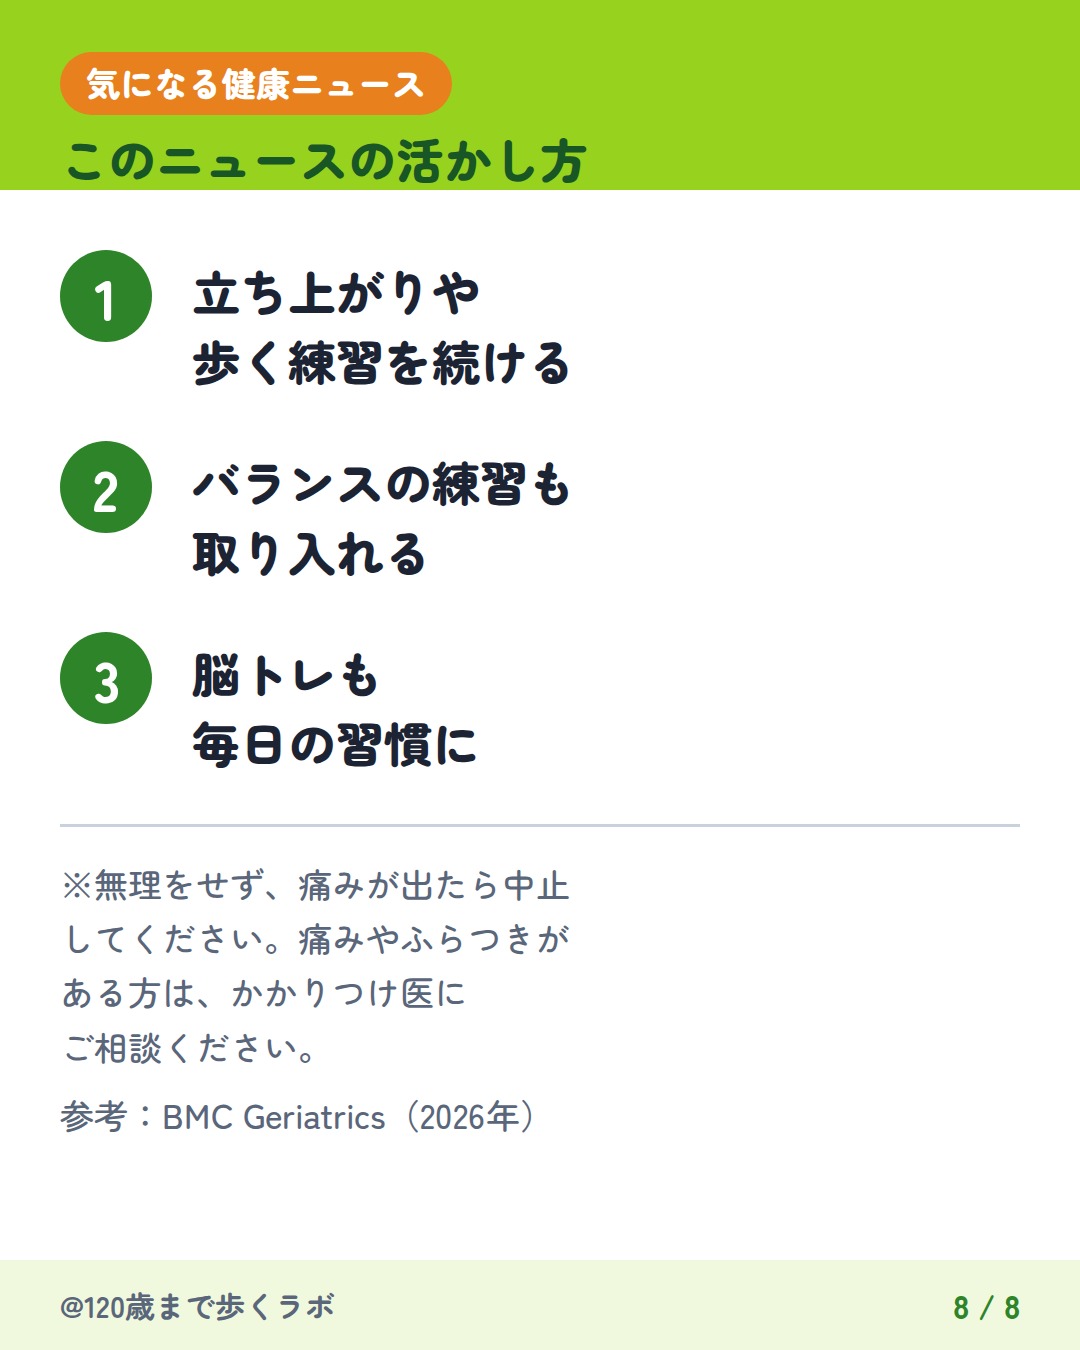 気になる健康ニュース
このニュースの活かし方
1
立ち上がりや
歩く練習を続ける
2
バランスの練習も
取り入れる
3
脳トレも
毎日の習慣に
※無理をせず、痛みが出たら中止
してください。痛みやふらつきが
ある方は、かかりつけ医に
ご相談ください。
参考：BMC Geriatrics（2026年）
@120歳まで歩くラボ
8 / 8